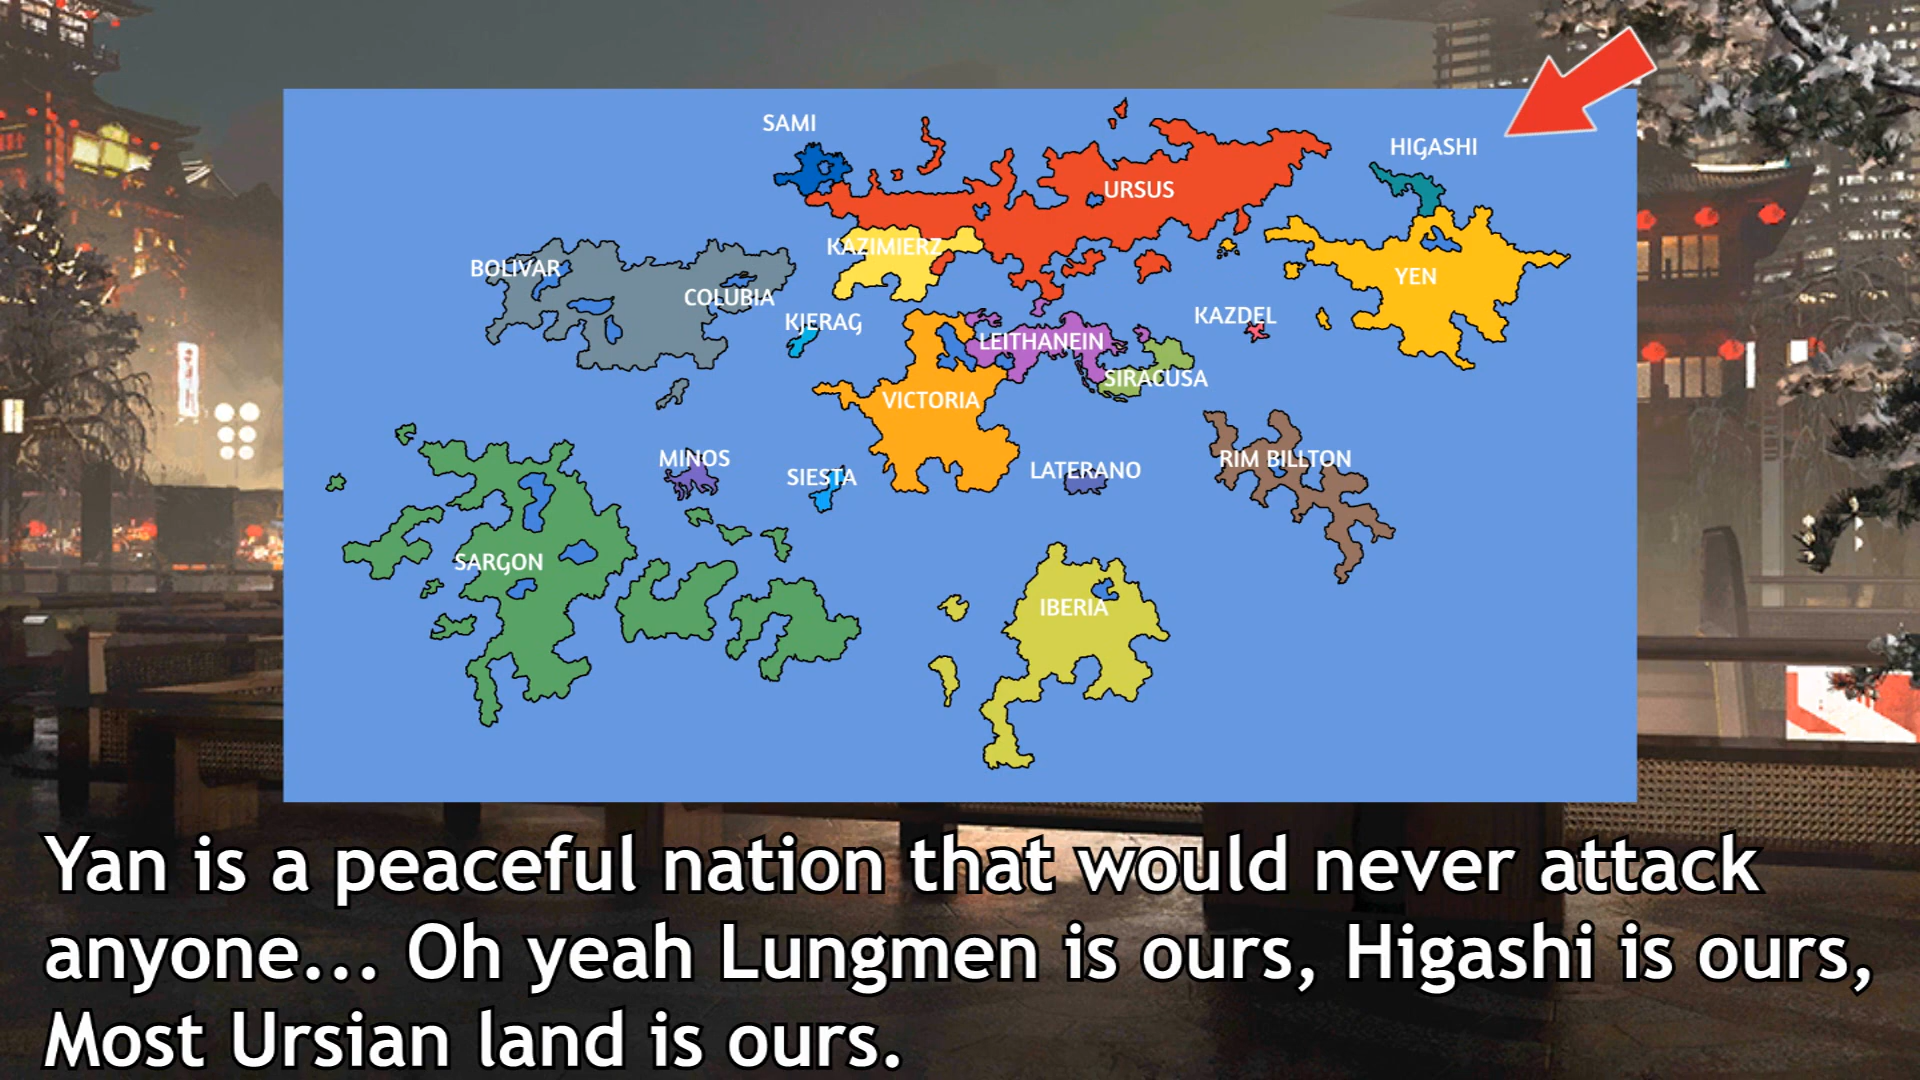 SAMI
HIGASHI
URSUS
KAZIMIERZ
BOLIVAR
YEN
COLUBIA
KJERAG
KAZDEL
LEITHANEIN
SIRACUSA
VICTORIA
MINOS
SIESTA
LATERANO
RIM BILLTON
SARGON
IBERIA
Yan is a peaceful nation that would never attack
anyone... Oh yeah Lungmen is ours, Higashi is ours,
Most Ursian land is ours.